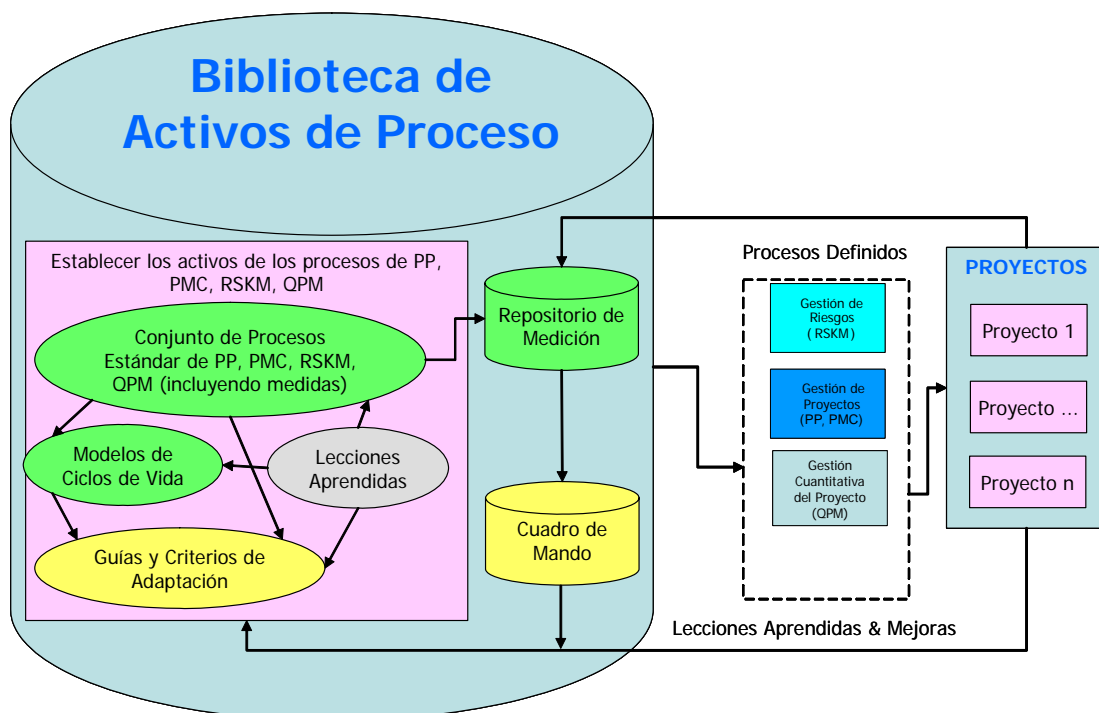 Biblioteca de
Activos de Proceso
Establecer los activos de los procesos de PP,
PMC, RSKM, QPM
Conjunto de Procesos
Estándar de PP, PMC, RSKM,
QPM (incluyendo medidas)
Modelos de
Ciclos de Vida
Lecciones
Aprendidas
Guías y Criterios de
Adaptación
Repositorio de
Medición
Cuadro de
Mando
Procesos Definidos
Gestión de
Riesgos
( RSKM)
Gestión de
Proyectos
(PP, PMC)
Gestión
Cuantitativa
del Proyecto
(QPM)
PROYECTOS
Proyecto 1
Proyecto ...
Proyecto n
Lecciones Aprendidas & Mejoras